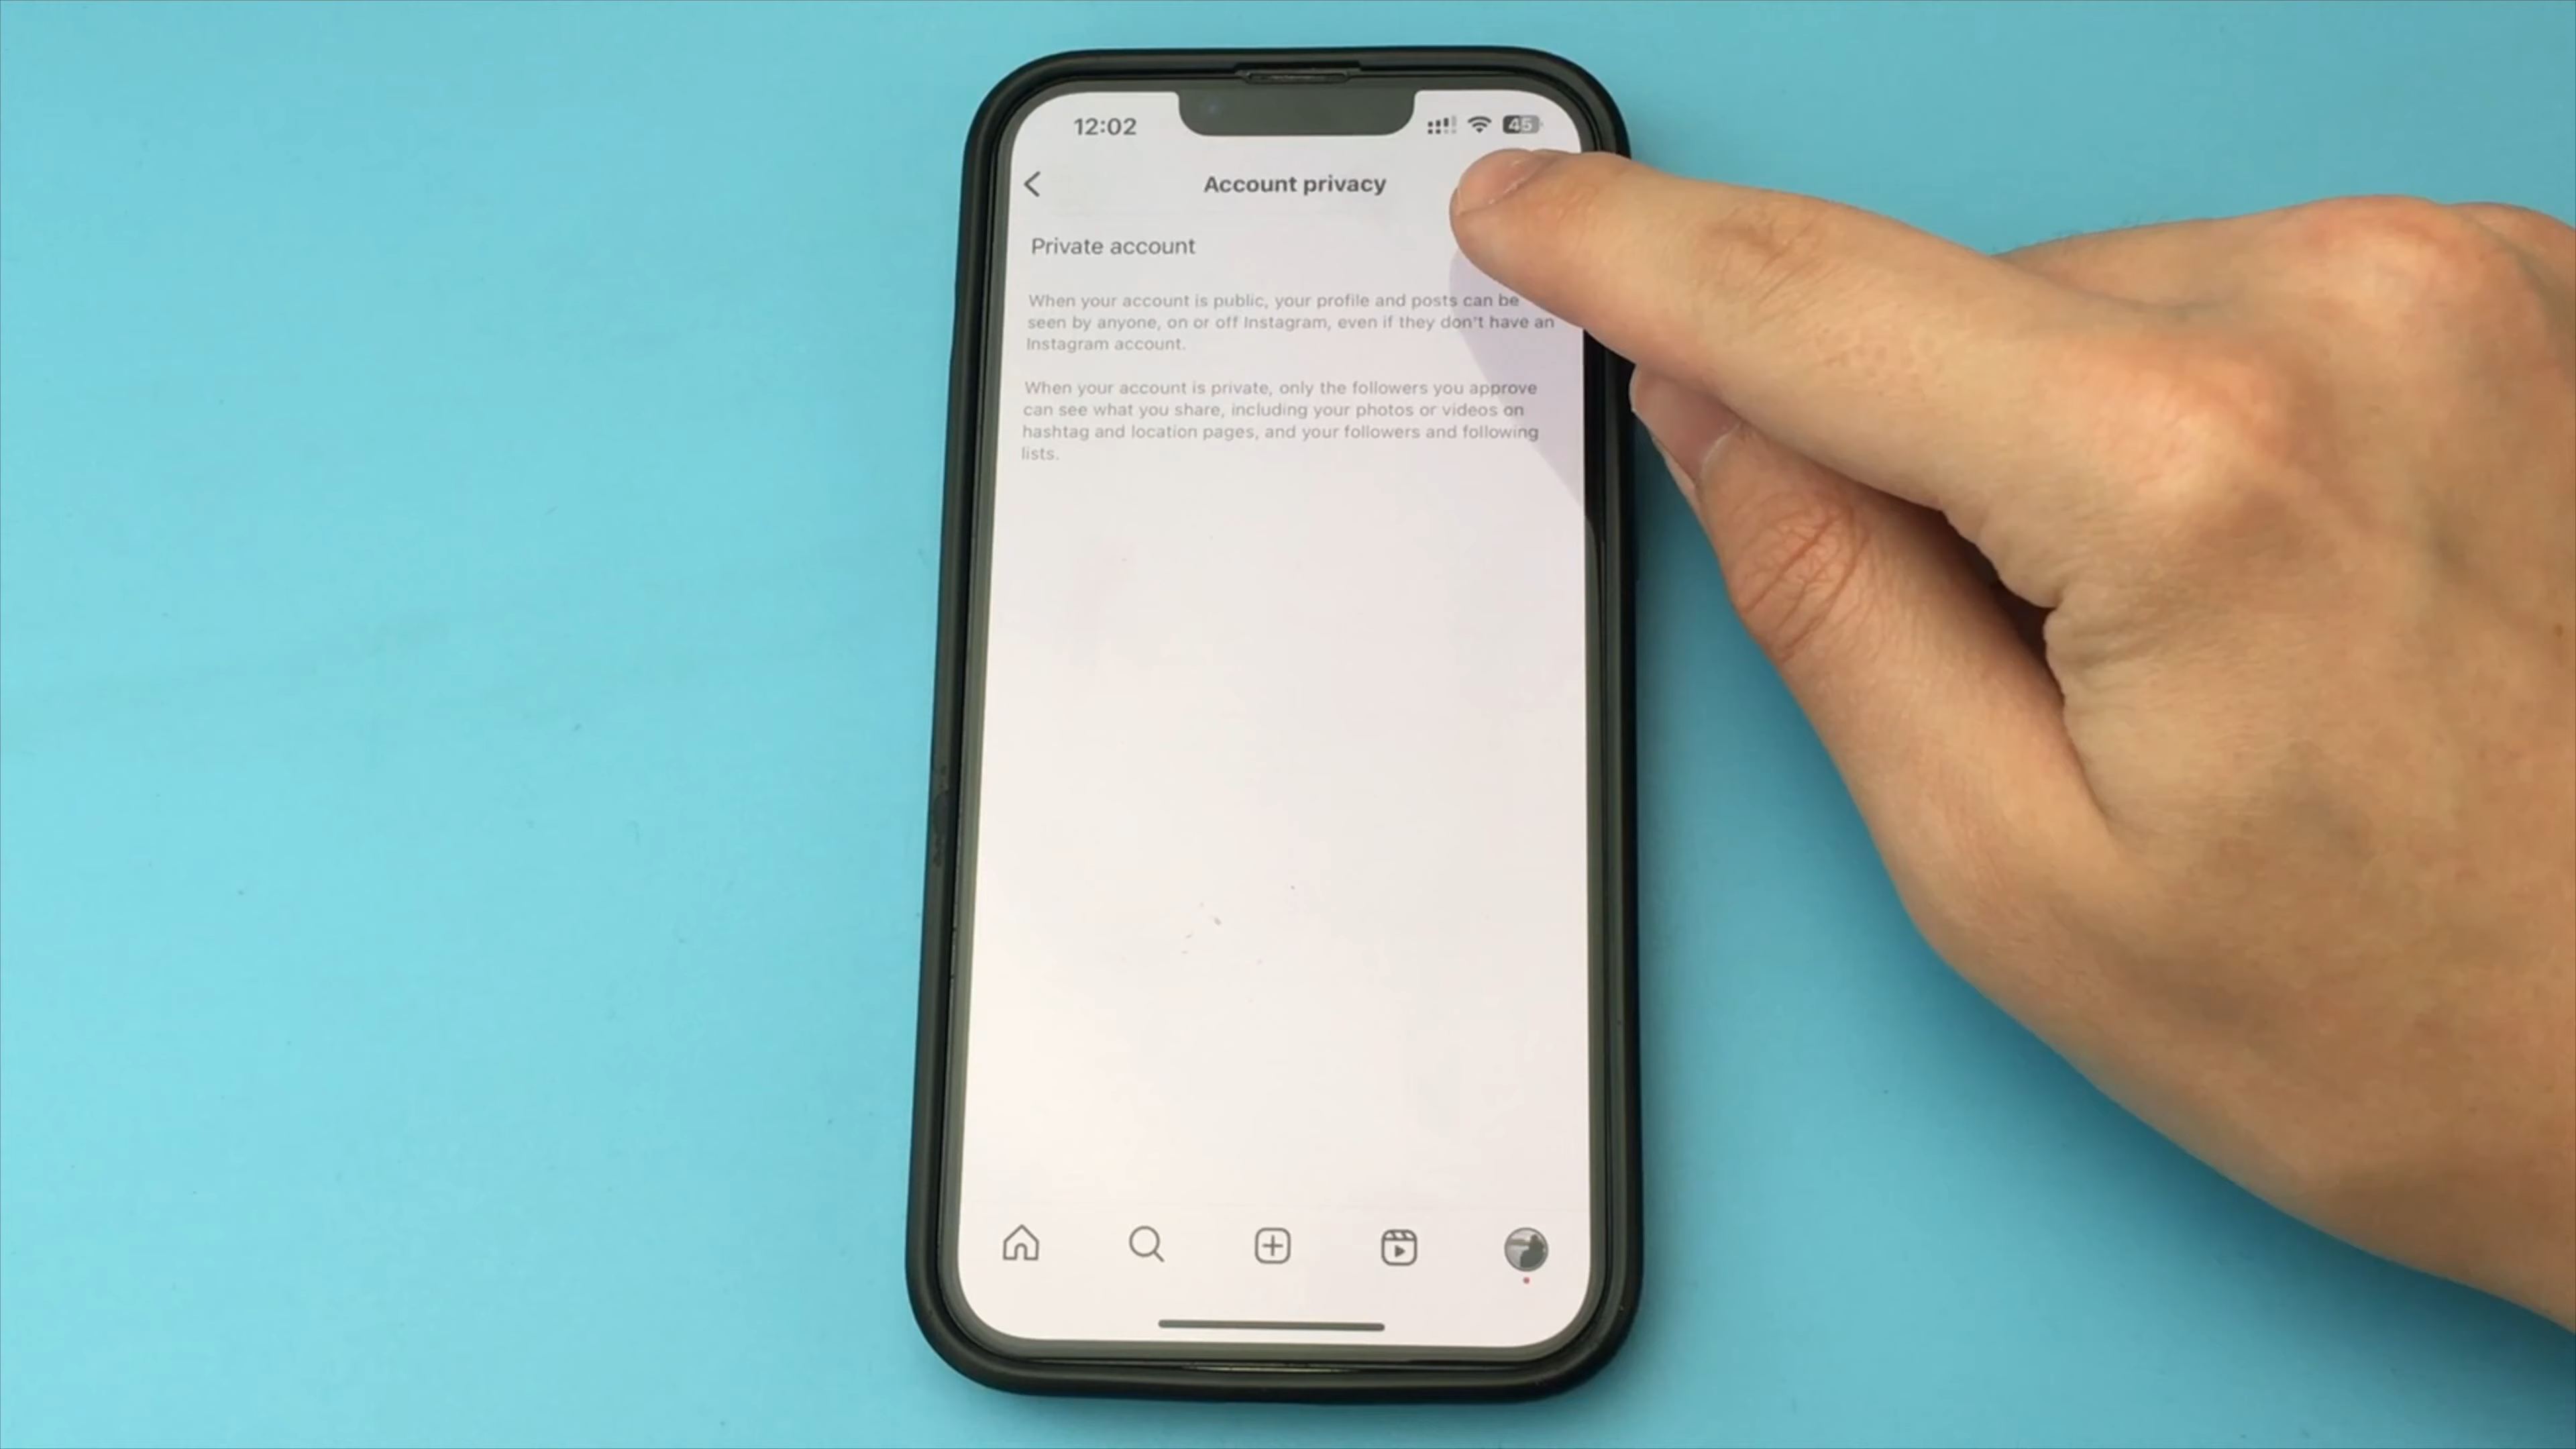 12:02
45
Account privacy
Private account
When your account is public, your profile and posts can be
seen by anyone, on or off Instagram, even if they don't have an
Instagram account.
When your account is private, only the followers you approve
can see what you share, including your photos or videos on
hashtag and location pages, and your followers and following
lists.